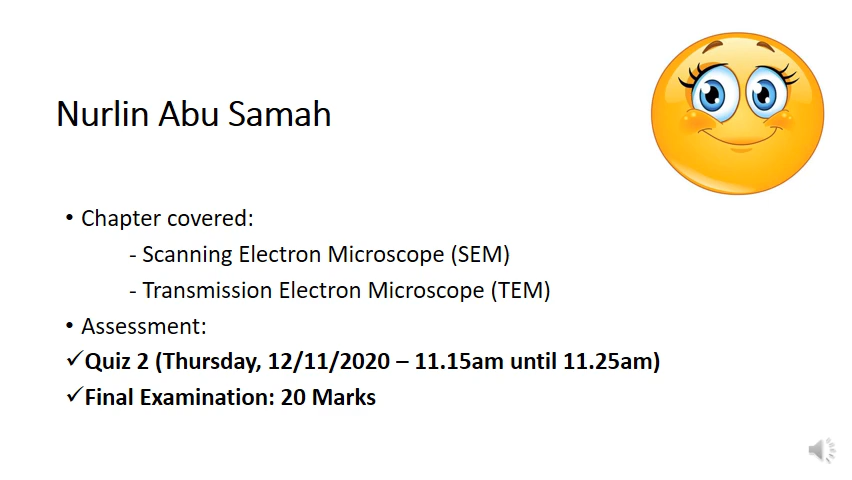 Nurlin Abu Samah
• Chapter covered:
- Scanning Electron Microscope (SEM)
- Transmission Electron Microscope (TEM)
• Assessment:
✓Quiz 2 (Thursday, 12/11/2020 – 11.15am until 11.25am)
✓Final Examination: 20 Marks